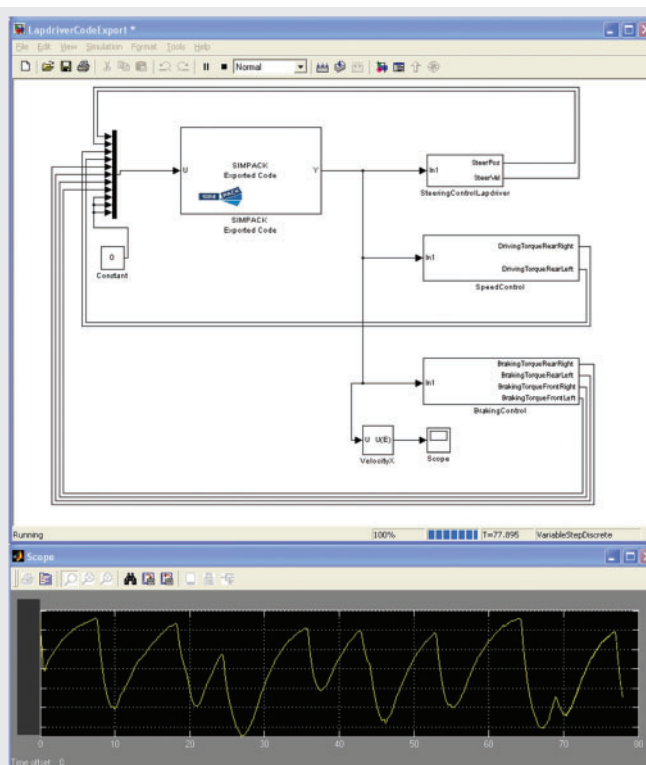 LapdriverCodeExport *
File Edit View Simulation Format Tools Help
Normal
U
SIMPACK
Exported Code
Y
SIMPACK
Exported Code
In1
SteerPos
SteerVel
SteeringControlLapdriver
0
Constant
In1
DrivingTorqueRearRight
DrivingTorqueRearLeft
SpeedControl
In1
BrakingTorqueRearRight
BrakingTorqueRearLeft
BrakingTorqueFrontRight
BrakingTorqueFrontLeft
BrakingControl
U U(E)
VelocityX
Scope
Running 100% T=77.895 VariableStepDiscrete
Scope
0 10 20 30 40 50 60 70 80
Time offset: 0